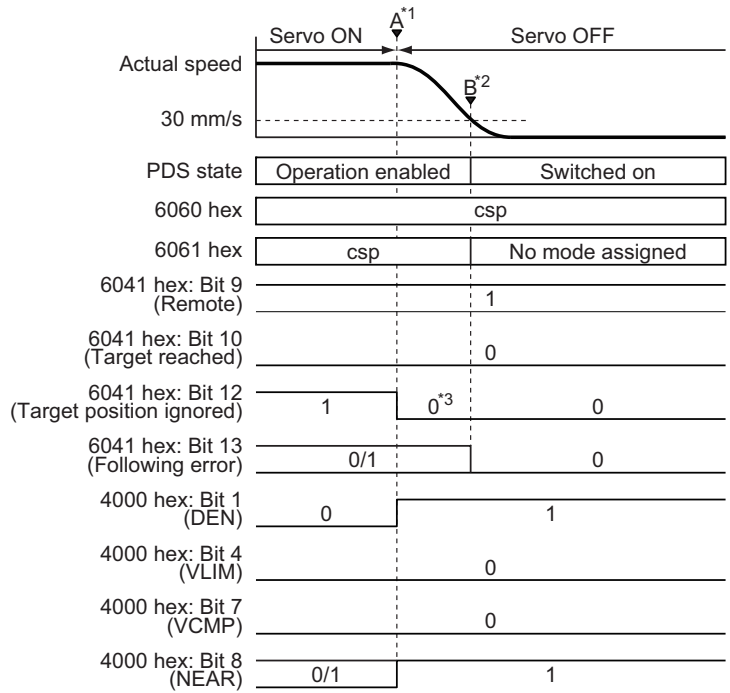 A*1
Servo ON Servo OFF
Actual speed
B*2
30 mm/s
PDS state Operation enabled Switched on
6060 hex csp
6061 hex csp No mode assigned
6041 hex: Bit 9
(Remote) 1
6041 hex: Bit 10
(Target reached) 0
6041 hex: Bit 12
(Target position ignored) 1 0*3 0
6041 hex: Bit 13
(Following error) 0/1 0
4000 hex: Bit 1
(DEN) 0 1
4000 hex: Bit 4
(VLIM) 0
4000 hex: Bit 7
(VCMP) 0
4000 hex: Bit 8
(NEAR) 0/1 1